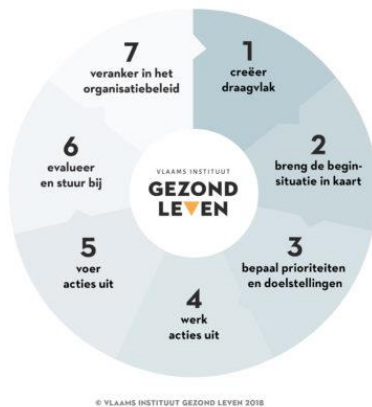 1
creëer
draagvlak
2
breng de begin-
situatie in kaart
3
bepaal prioriteiten
en doelstellingen
4
werk
acties uit
5
voer
acties uit
6
evalueer
en stuur bij
7
veranker in het
organisatiebeleid
VLAAMS INSTITUUT
GEZOND
LEVEN
© VLAAMS INSTITUUT GEZOND LEVEN 2018